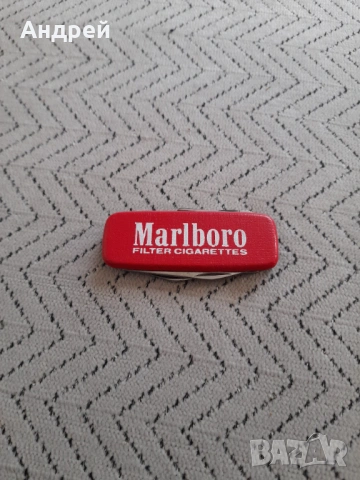 Андрей
Marlboro
FILTER CIGARETTES
BAZAR